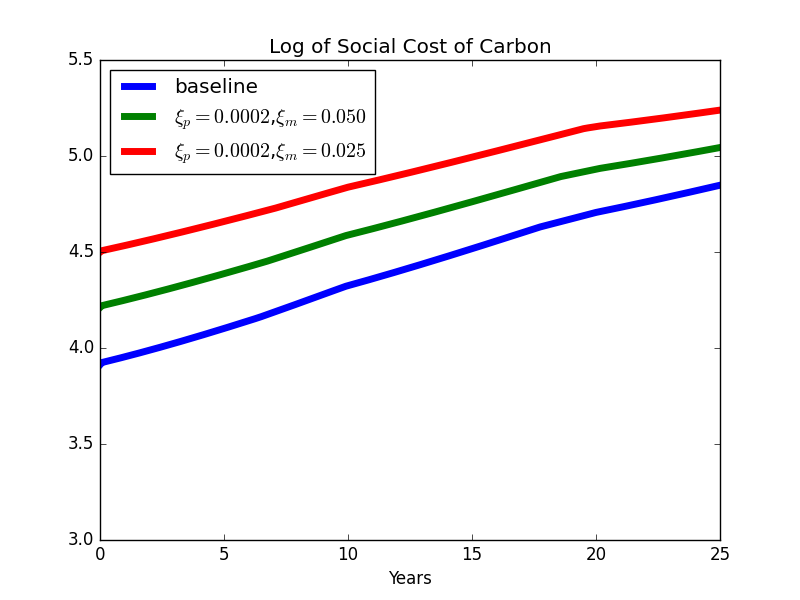 Log of Social Cost of Carbon
5.5
5.0
4.5
4.0
3.5
3.0
baseline
ξₚ = 0.0002,ξₘ = 0.050
ξₚ = 0.0002,ξₘ = 0.025
0 5 10 15 20 25
Years